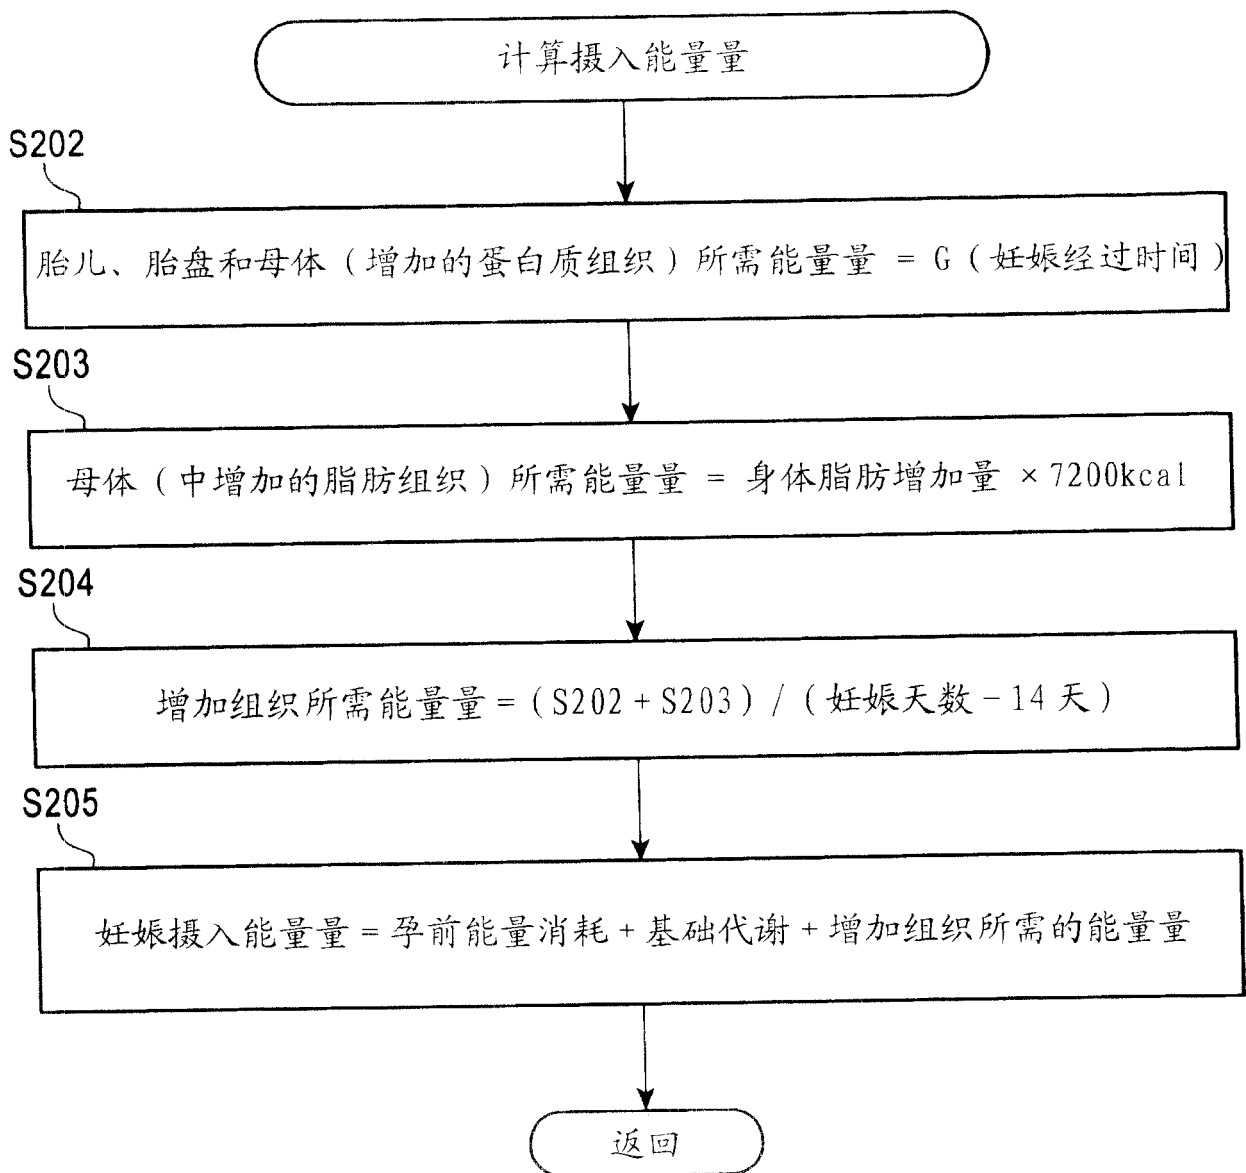 计算摄入能量量
S202
胎儿、胎盘和母体（增加的蛋白质组织）所需能量量 = G（妊娠经过时间）
S203
母体（中增加的脂肪组织）所需能量量 = 身体脂肪增加量 × 7200kcal
S204
增加组织所需能量量 = (S202 + S203) / (妊娠天数 - 14 天)
S205
妊娠摄入能量量 = 孕前能量消耗 + 基础代谢 + 增加组织所需的能量量
返回